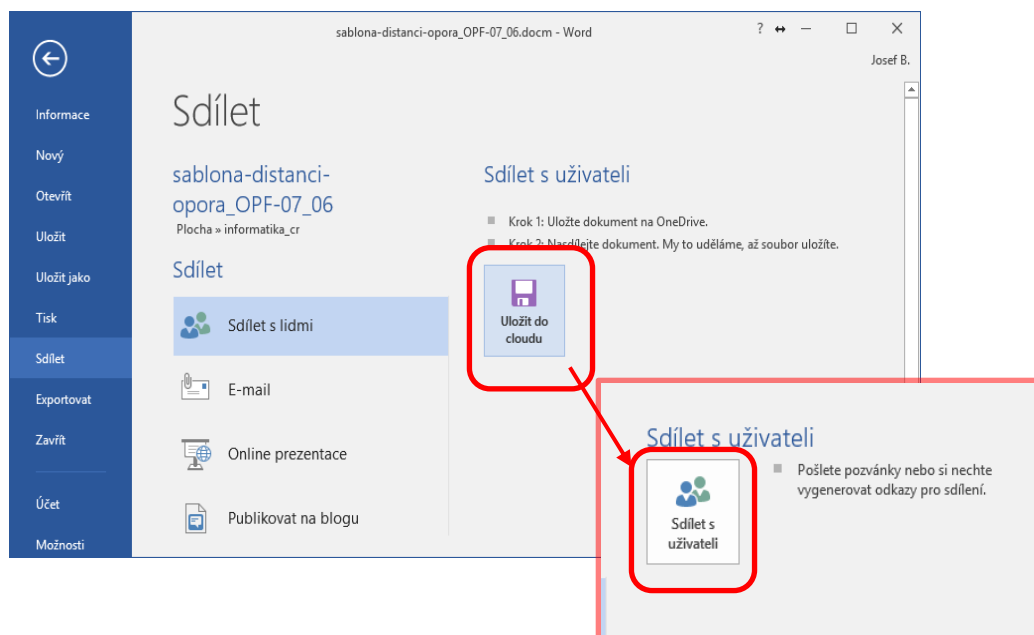 sablona-distanci-opora_OPF-07_06.docm - Word
?
Josef B.
Informace
Nový
Otevřít
Uložit
Uložit jako
Tisk
Sdílet
Exportovat
Zavřít
Účet
Možnosti
Sdílet
sablona-distanci-
opora_OPF-07_06
Plocha » informatika_cr
Sdílet
Sdílet s lidmi
E-mail
Online prezentace
Publikovat na blogu
Sdílet s uživateli
Krok 1: Uložte dokument na OneDrive.
Krok 2: Nasdílejte dokument. My to uděláme, až soubor uložíte.
Uložit do
cloudu
Sdílet s uživateli
Sdílet s
uživateli
Pošlete pozvánky nebo si nechte
vygenerovat odkazy pro sdílení.